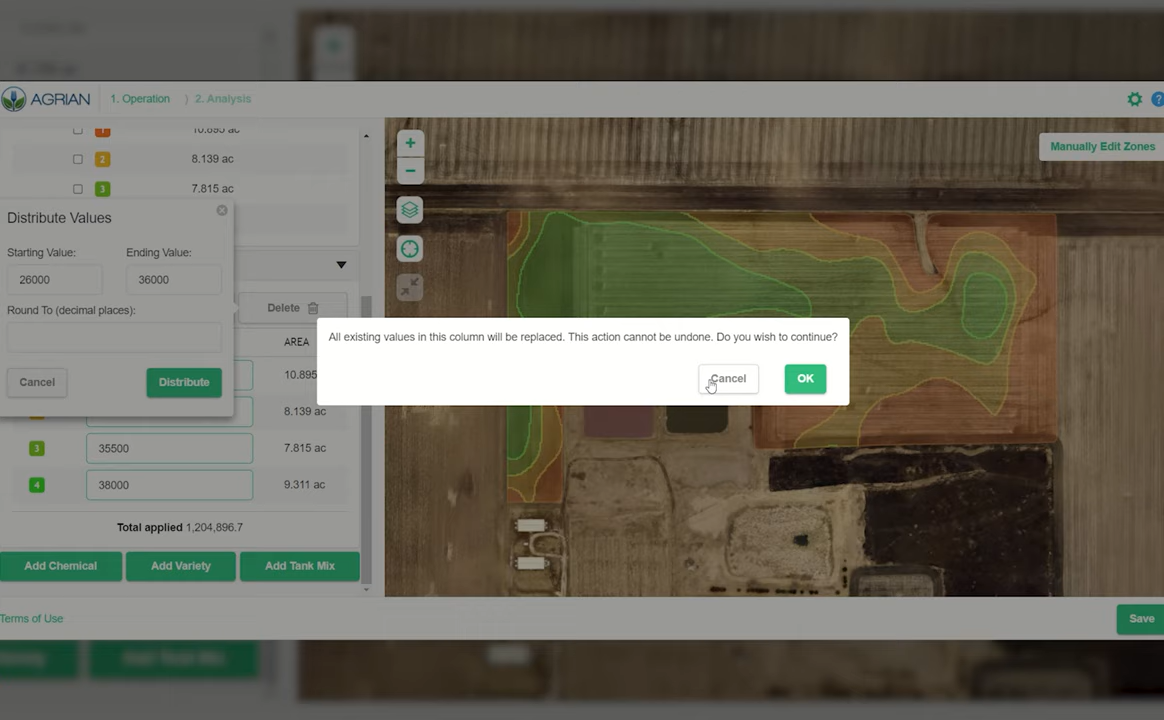 AGRIAN
1. Operation
2. Analysis
?
1 10.895 ac
2 8.139 ac
3 7.815 ac
Manually Edit Zones
+
−
Distribute Values
Starting Value:
Ending Value:
26000
36000
Round To (decimal places):
Cancel
Distribute
Delete
AREA
10.895
8.139 ac
3 35500 7.815 ac
4 38000 9.311 ac
Total applied 1,204,896.7
Add Chemical
Add Variety
Add Tank Mix
All existing values in this column will be replaced. This action cannot be undone. Do you wish to continue?
Cancel
OK
Terms of Use
Save